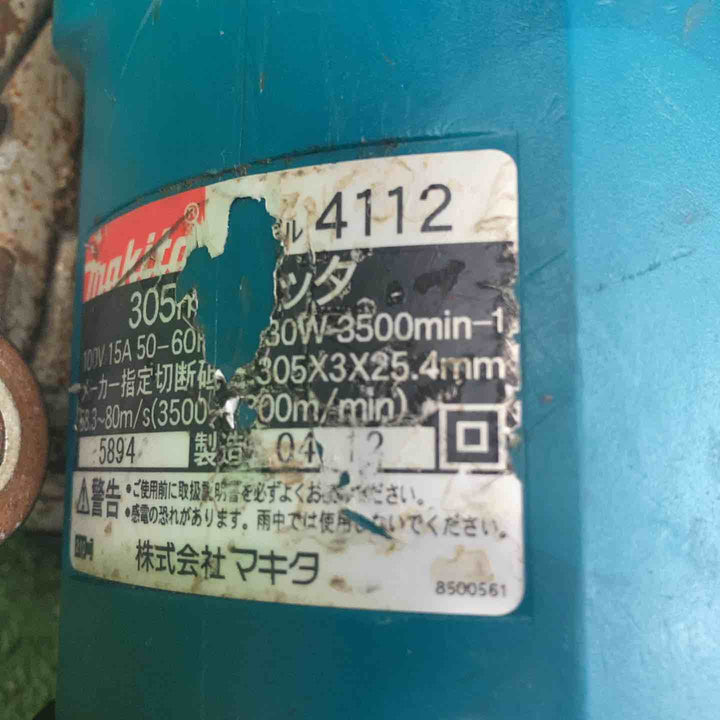 makita® ル 4112
305m ッタ
100V 15A 50-60H 30W 3500min-1
メーカー指定切断砥 305X3X25.4mm
58.3~80m/s(3500 00m/min)
5894 製造 04 12
警告 •ご使用前に取扱説明書を必ずよくお ください。
•感電の恐れがあります。雨中では使用しないでください。
株式会社マキタ
8500561